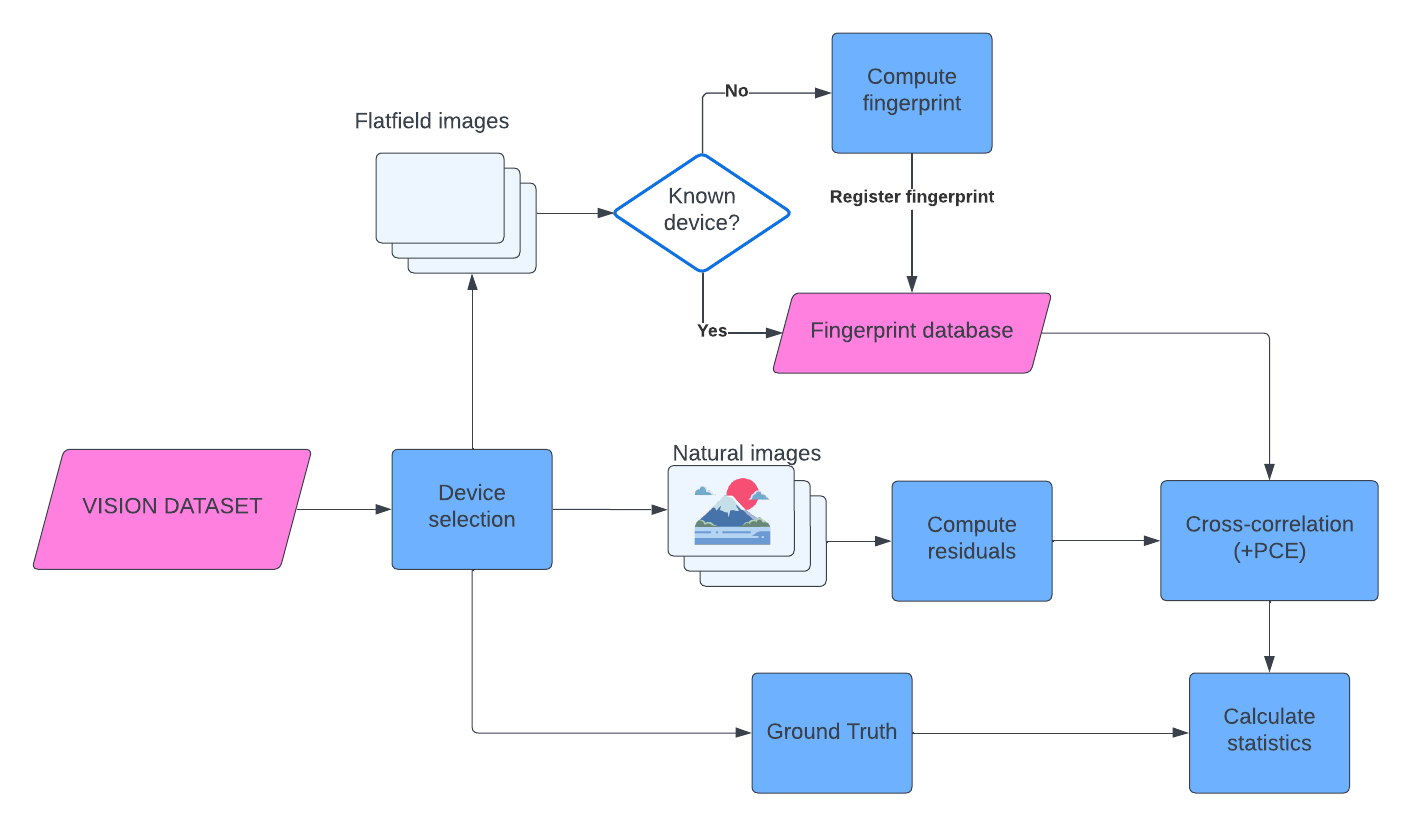 Compute
fingerprint
No
Flatfield images
Known
device?
Register fingerprint
Yes
Fingerprint database
Natural images
VISION DATASET
Device
selection
Compute
residuals
Cross-correlation
(+PCE)
Ground Truth
Calculate
statistics